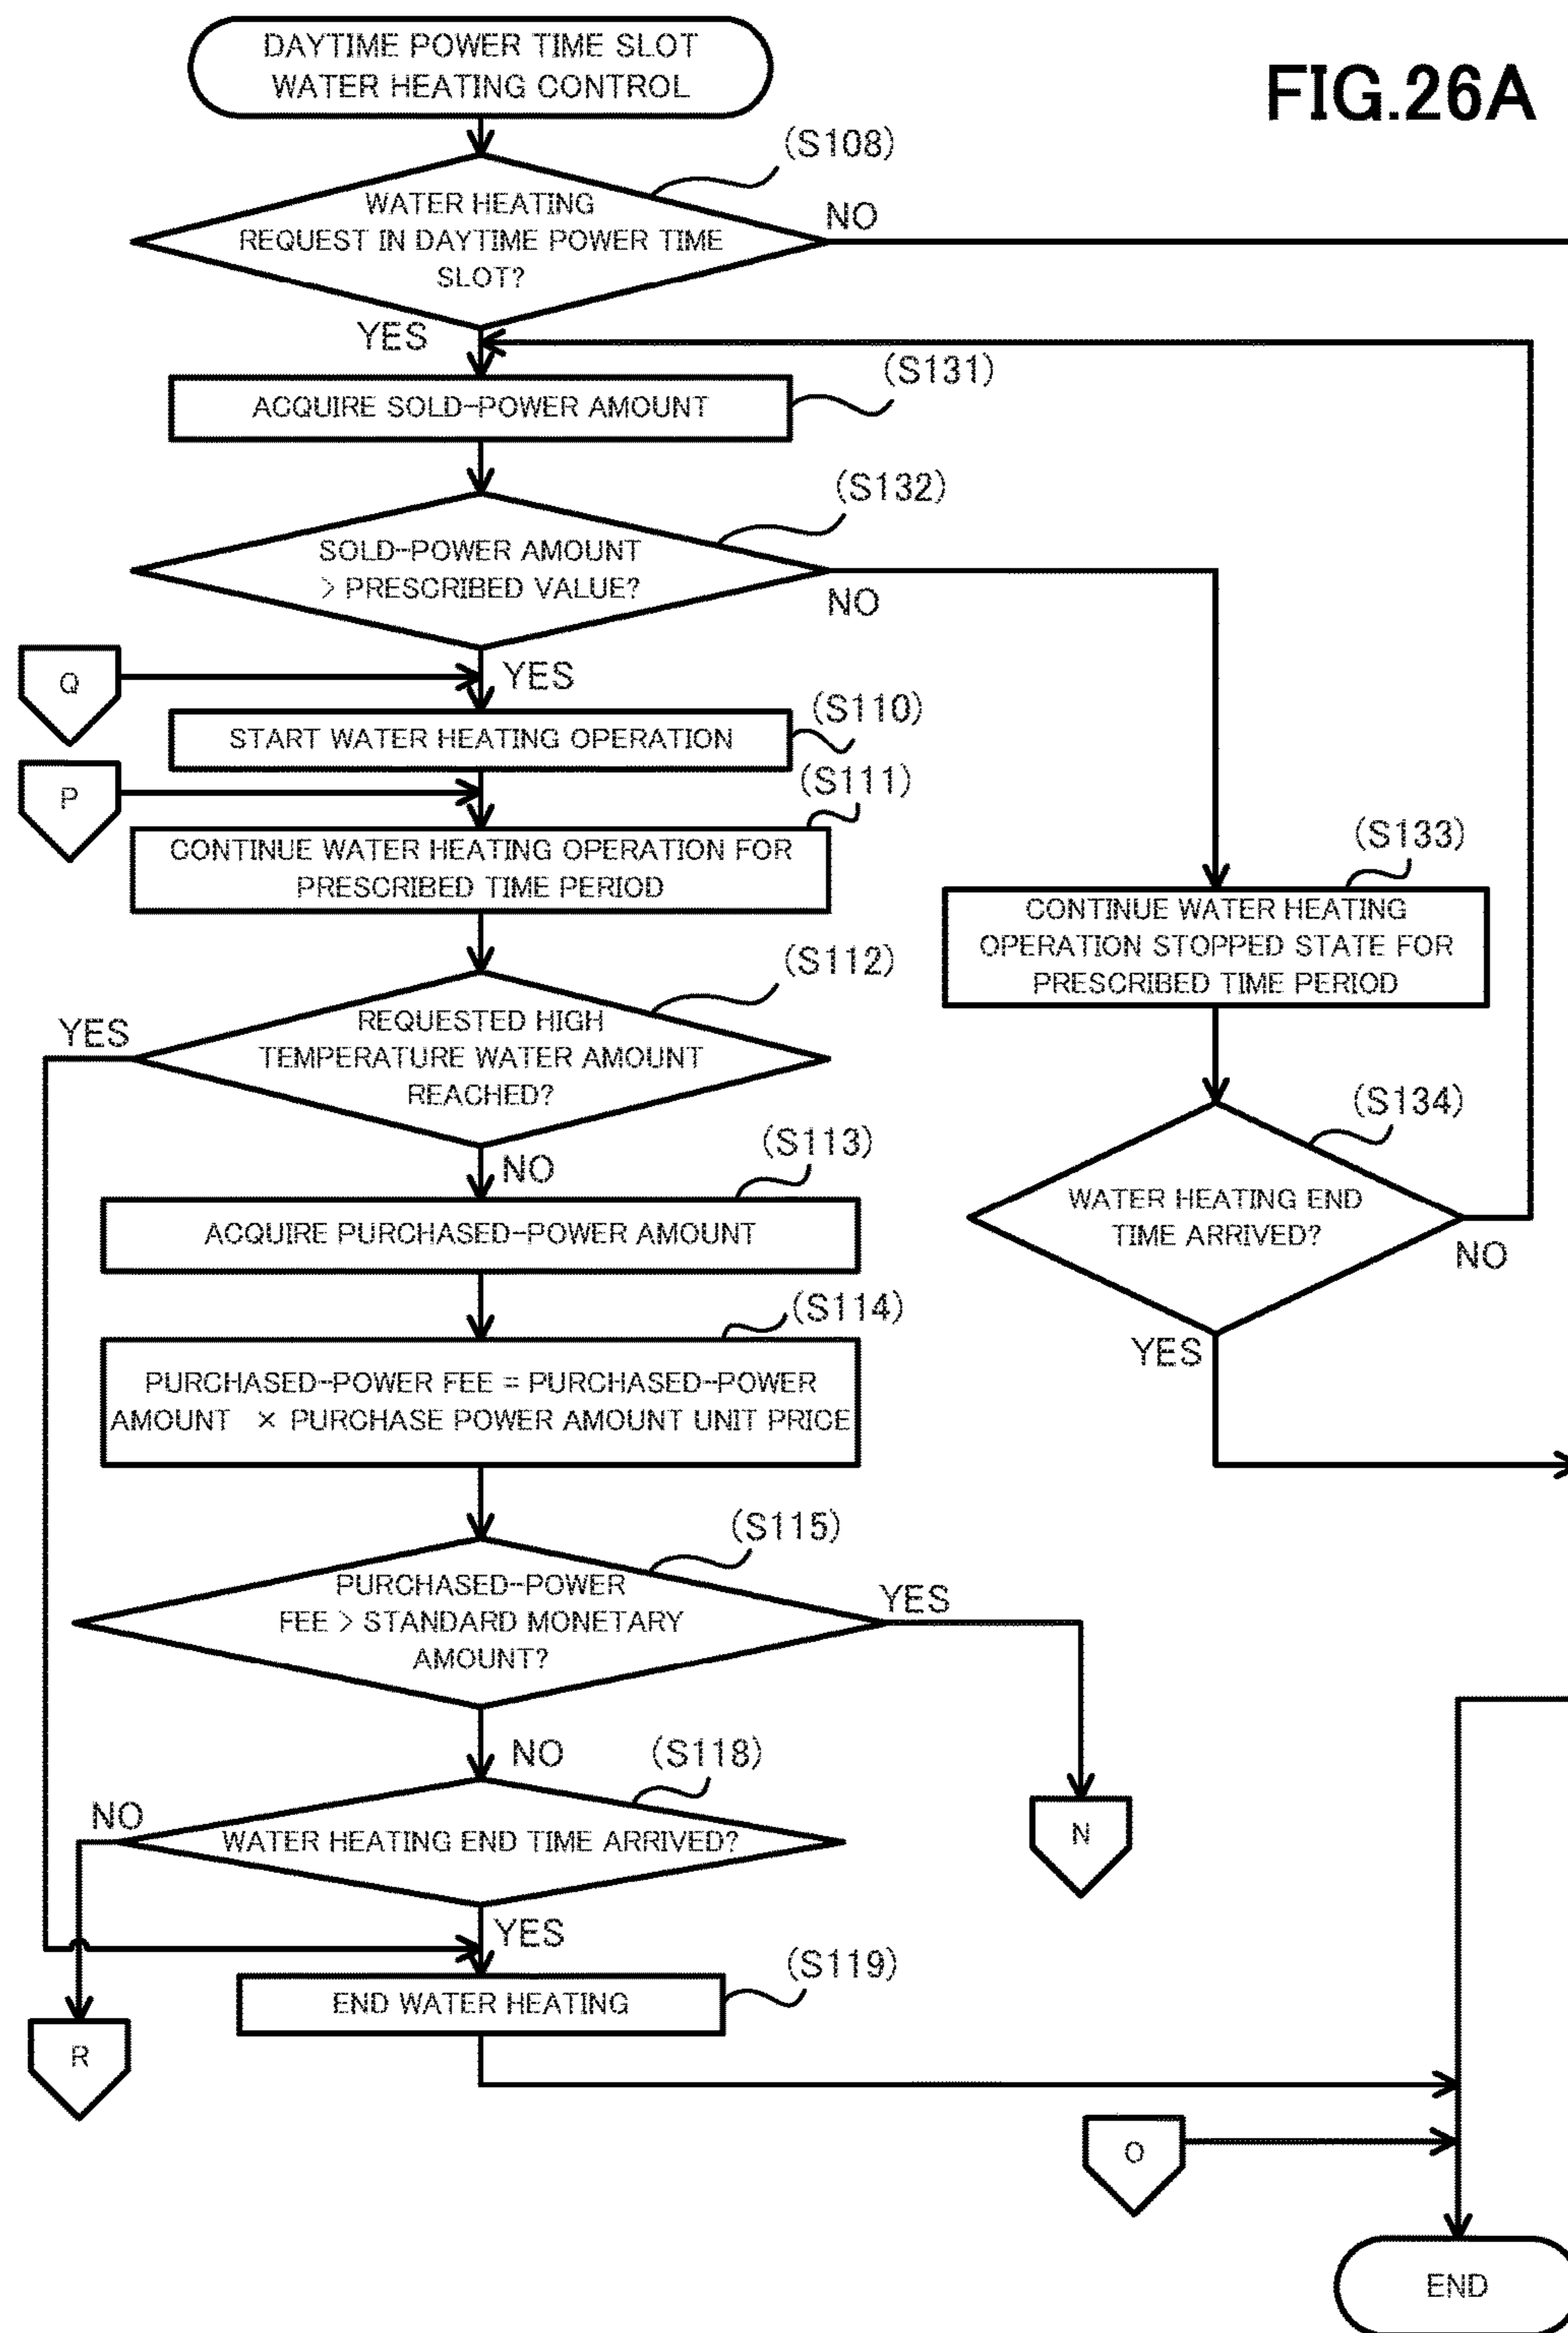 DAYTIME POWER TIME SLOT
WATER HEATING CONTROL
FIG.26A
(S108)
WATER HEATING
REQUEST IN DAYTIME POWER TIME
SLOT?
NO
YES
(S131)
ACQUIRE SOLD-POWER AMOUNT
(S132)
SOLD-POWER AMOUNT
> PRESCRIBED VALUE?
NO
Q
YES
(S110)
START WATER HEATING OPERATION
P
(S111)
CONTINUE WATER HEATING OPERATION FOR
PRESCRIBED TIME PERIOD
(S133)
CONTINUE WATER HEATING
OPERATION STOPPED STATE FOR
PRESCRIBED TIME PERIOD
(S112)
YES
REQUESTED HIGH
TEMPERATURE WATER AMOUNT
REACHED?
(S134)
WATER HEATING END
TIME ARRIVED?
NO
YES
NO
(S113)
ACQUIRE PURCHASED-POWER AMOUNT
(S114)
PURCHASED-POWER FEE = PURCHASED-POWER
AMOUNT × PURCHASE POWER AMOUNT UNIT PRICE
(S115)
PURCHASED-POWER
FEE > STANDARD MONETARY
AMOUNT?
YES
N
NO
(S118)
NO
WATER HEATING END TIME ARRIVED?
YES
(S119)
END WATER HEATING
R
O
END